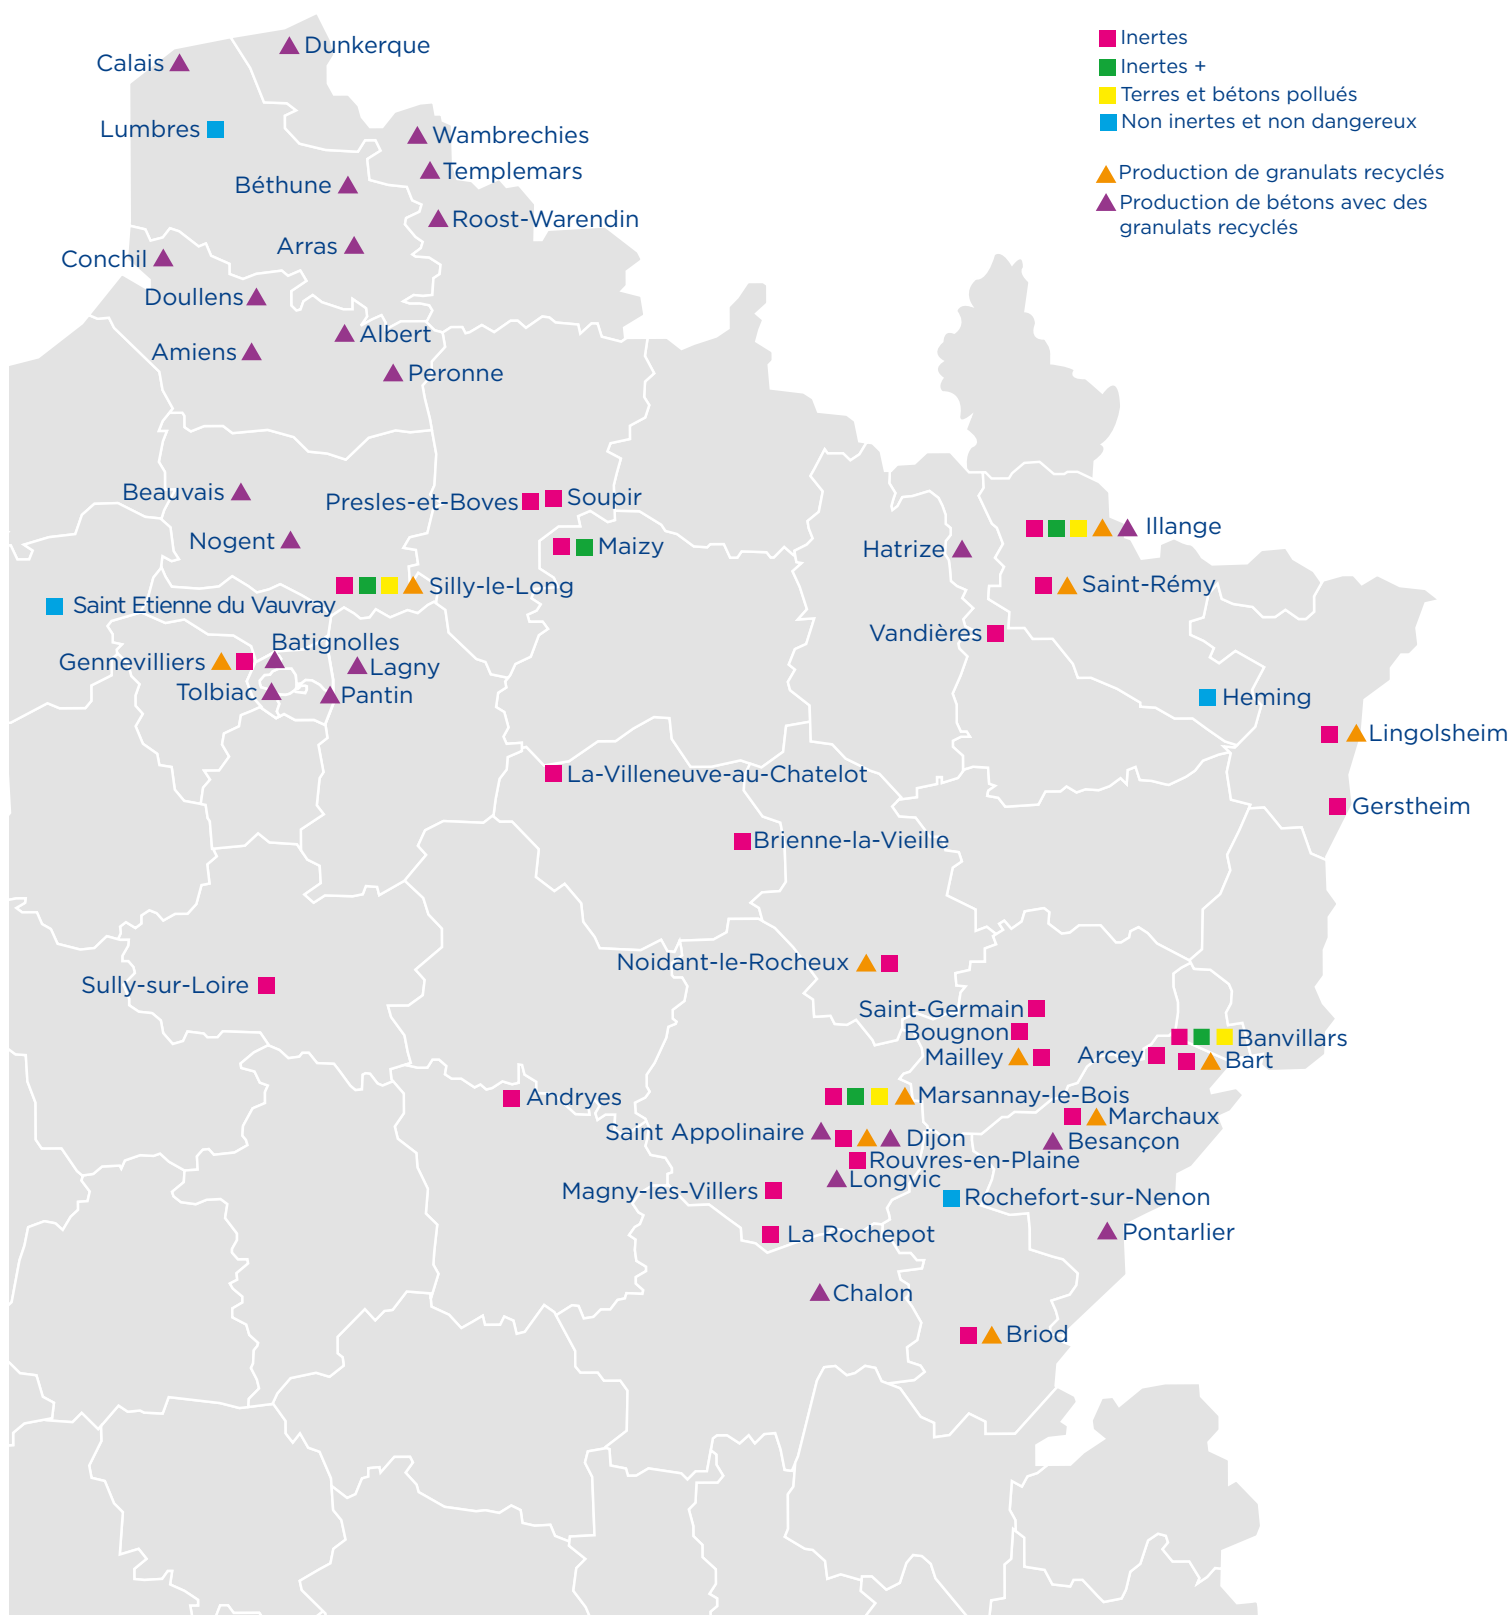 Inertes
Inertes +
Terres et bétons pollués
Non inertes et non dangereux
Production de granulats recyclés
Production de bétons avec des
granulats recyclés
Dunkerque
Calais
Lumbres
Wambrechies
Templemars
Béthune
Roost-Warendin
Arras
Conchil
Doullens
Albert
Amiens
Peronne
Beauvais
Presles-et-Boves
Soupir
Nogent
Maizy
Illange
Hatrize
Silly-le-Long
Saint-Rémy
Saint Etienne du Vauvray
Vandières
Batignolles
Gennevilliers
Lagny
Tolbiac
Pantin
Heming
Lingolsheim
La-Villeneuve-au-Chatelot
Gerstheim
Brienne-la-Vieille
Noidant-le-Rocheux
Sully-sur-Loire
Saint-Germain
Bougnon
Banvillars
Mailley
Arcey
Bart
Andryes
Marsannay-le-Bois
Marchaux
Saint Appolinaire
Dijon
Besançon
Rouvres-en-Plaine
Longvic
Magny-les-Villers
Rochefort-sur-Nenon
La Rochepot
Pontarlier
Chalon
Briod